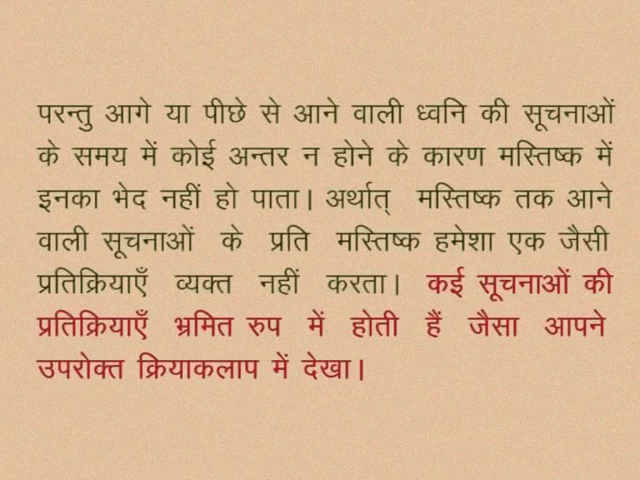 परन्तु आगे या पीछे से आने वाली ध्वनि की सूचनाओं
के समय में कोई अन्तर न होने के कारण मस्तिष्क में
इनका भेद नहीं हो पाता। अर्थात् मस्तिष्क तक आने
वाली सूचनाओं के प्रति मस्तिष्क हमेशा एक जैसी
प्रतिक्रियाएँ व्यक्त नहीं करता। कई सूचनाओं की
प्रतिक्रियाएँ भ्रमित रुप में होती हैं जैसा आपने
उपरोक्त क्रियाकलाप में देखा।